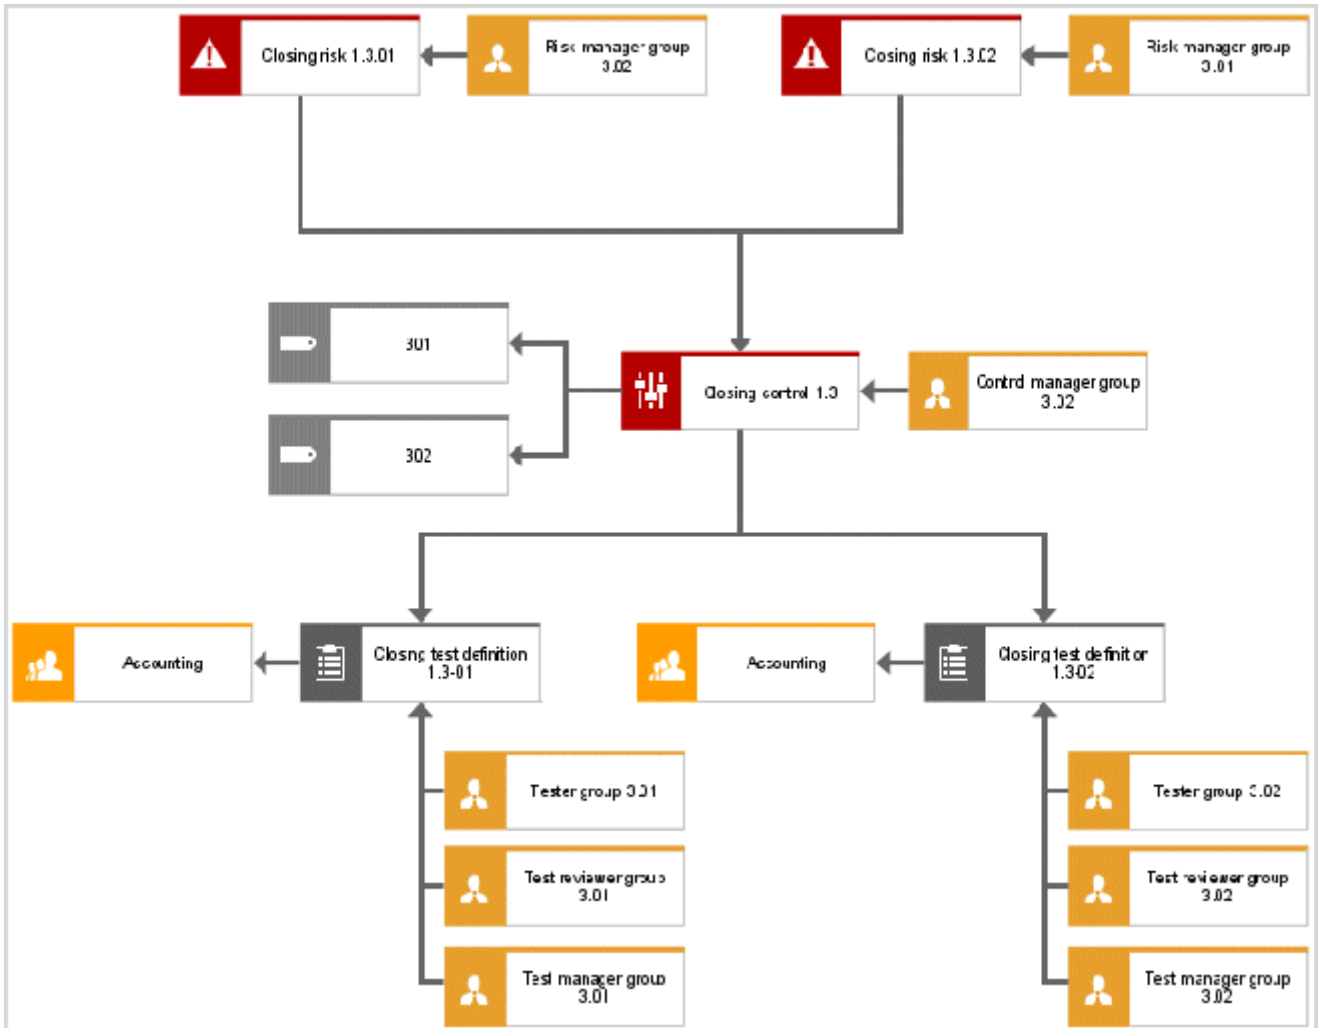 Closing risk 1.3.01
Risk manager group
3.02
Closing risk 1.3.02
Risk manager group
3.01
301
Closing control 1.3
Control manager group
3.02
302
Accounting
Closing test definition
1.3-01
Accounting
Closing test definition
1.3-02
Tester group 3.01
Tester group 3.02
Test reviewer group
3.01
Test reviewer group
3.02
Test manager group
3.01
Test manager group
3.02